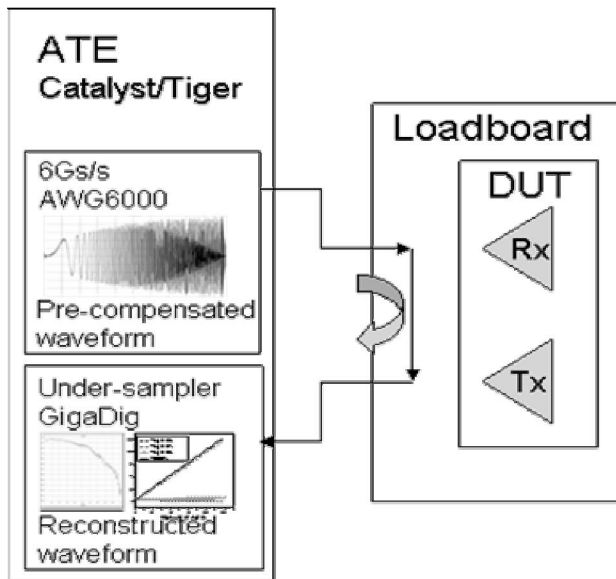 ATE
Catalyst/Tiger
6Gs/s
AWG6000
Pre-compensated
waveform
Under-sampler
GigaDig
Reconstructed
waveform
Loadboard
DUT
Rx
Tx